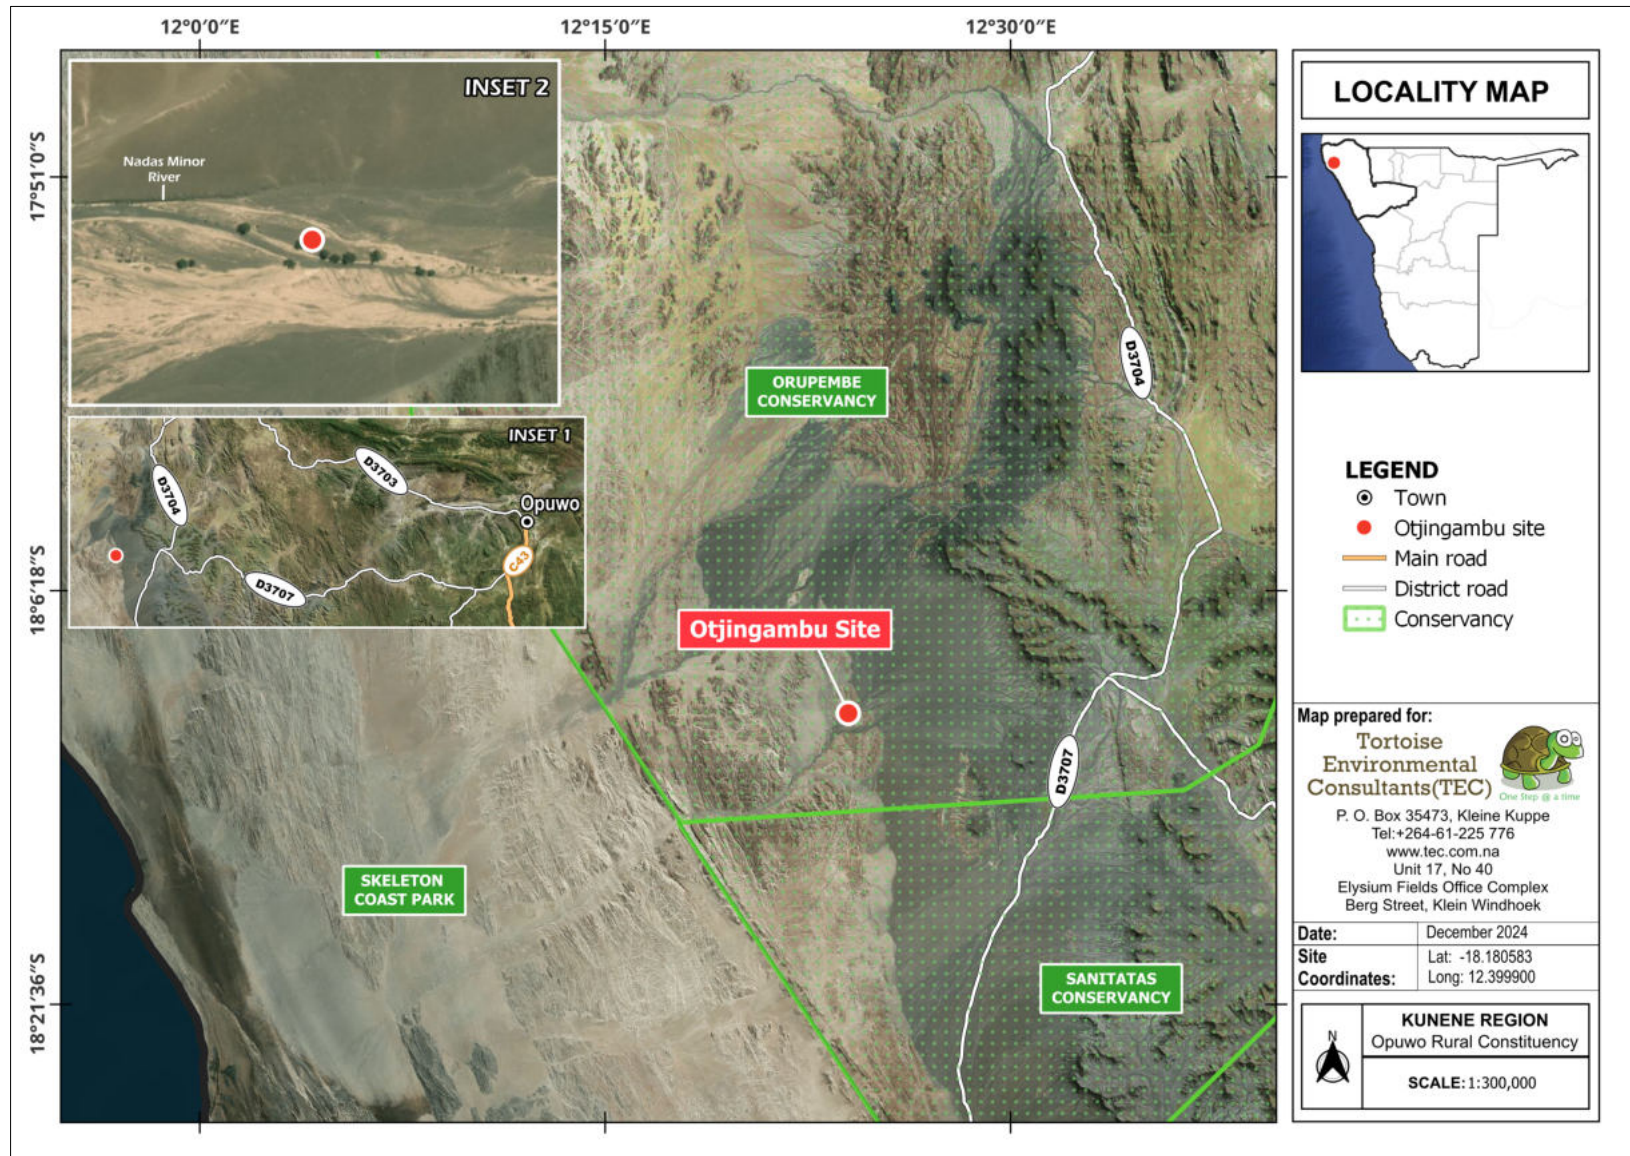 12°0′0″E
12°15′0″E
12°30′0″E
17°51′0″S
18°6′18″S
18°21′36″S
INSET 2
Nadas Minor
River
INSET 1
D3704
D3703
Opuwo
C43
D3707
ORUPEMBE
CONSERVANCY
D3704
Otjingambu Site
D3707
SKELETON
COAST PARK
SANITATAS
CONSERVANCY
LOCALITY MAP
LEGEND
Town
Otjingambu site
Main road
District road
Conservancy
Map prepared for:
Tortoise
Environmental
Consultants(TEC)
One Step @ a time
P. O. Box 35473, Kleine Kuppe
Tel:+264-61-225 776
www.tec.com.na
Unit 17, No 40
Elysium Fields Office Complex
Berg Street, Klein Windhoek
Date: December 2024
Site Lat: -18.180583
Coordinates: Long: 12.399900
N
KUNENE REGION
Opuwo Rural Constituency
SCALE: 1:300,000